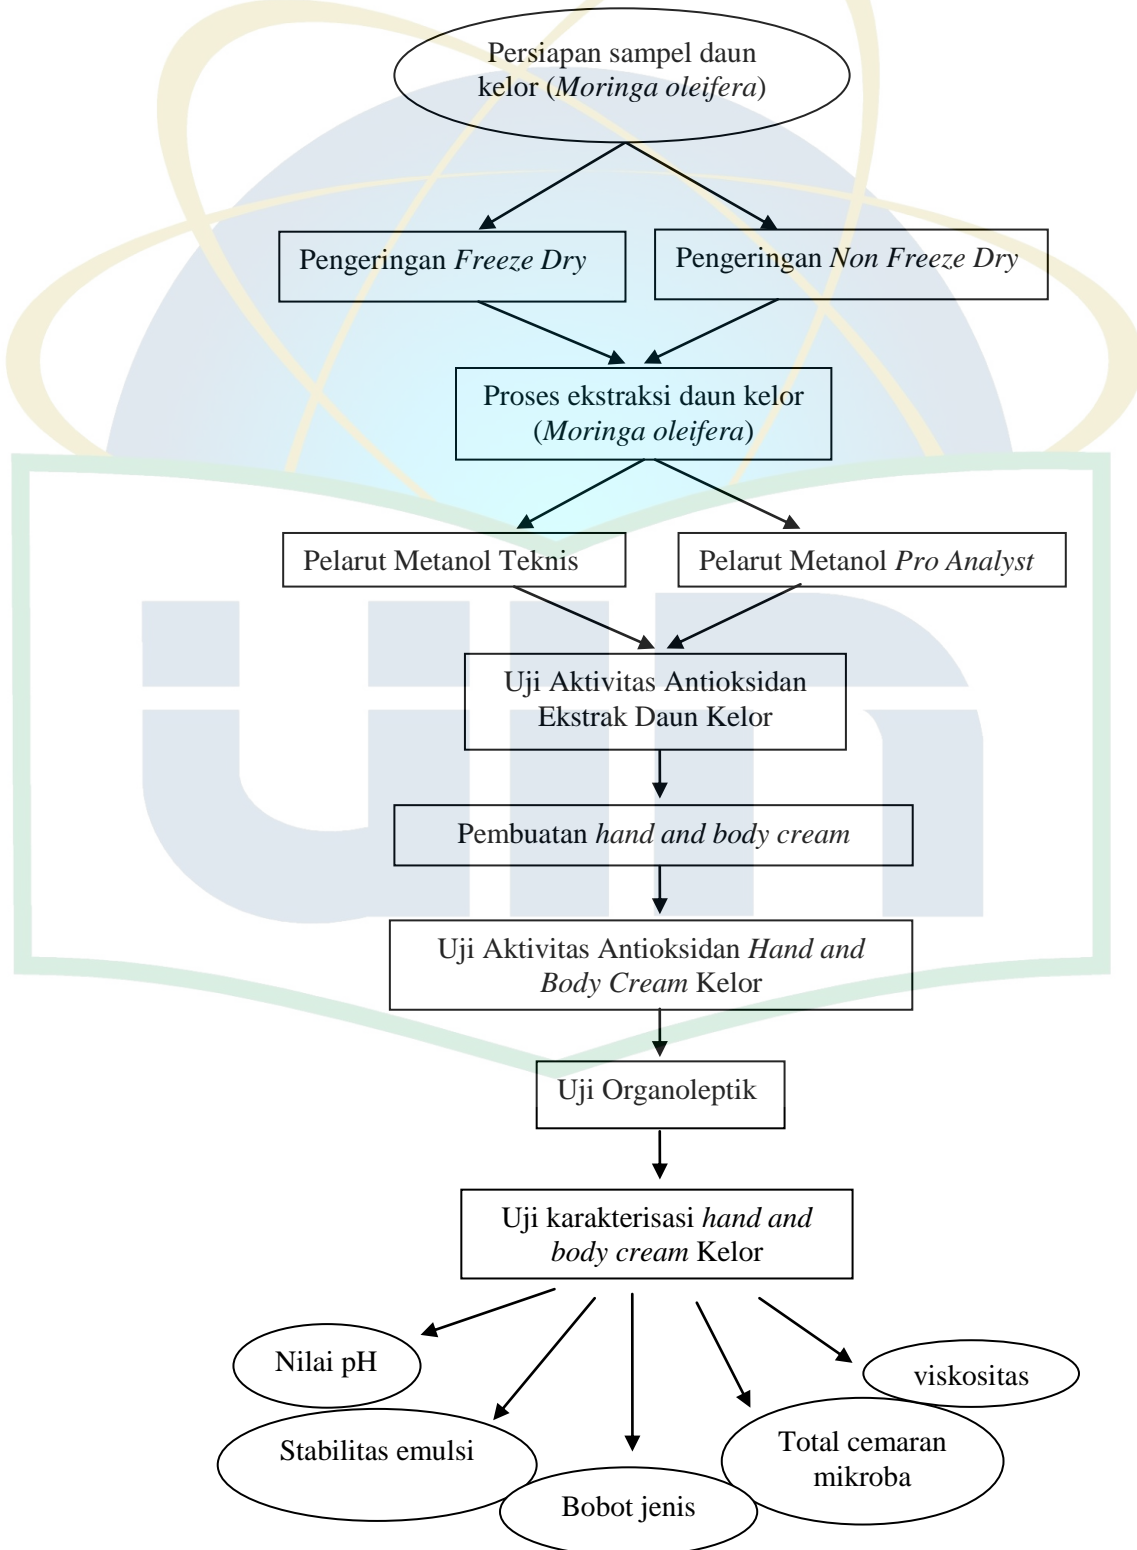 Persiapan sampel daun
kelor (Moringa oleifera)
Pengeringan Freeze Dry
Pengeringan Non Freeze Dry
Proses ekstraksi daun kelor
(Moringa oleifera)
Pelarut Metanol Teknis
Pelarut Metanol Pro Analyst
Uji Aktivitas Antioksidan
Ekstrak Daun Kelor
Pembuatan hand and body cream
Uji Aktivitas Antioksidan Hand and
Body Cream Kelor
Uji Organoleptik
Uji karakterisasi hand and
body cream Kelor
Nilai pH
viskositas
Stabilitas emulsi
Total cemaran
mikroba
Bobot jenis
uin